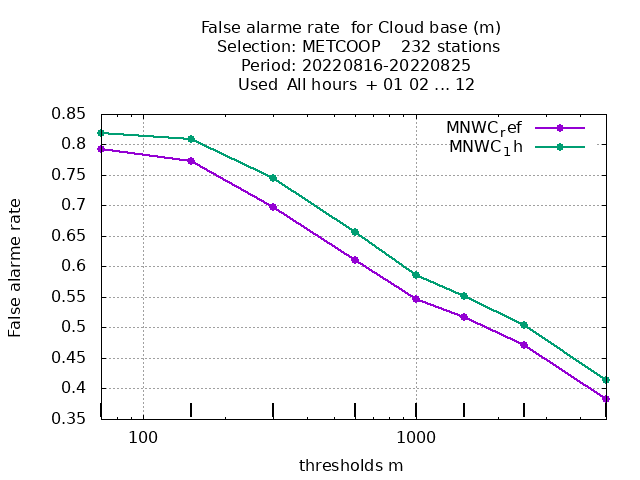 False alarme rate  for Cloud base (m)
Selection: METCOOP    232 stations
Period: 20220816-20220825
Used  All hours  + 01 02 ... 12
MNWCref
MNWC1h
0.85
0.8
0.75
0.7
0.65
0.6
0.55
0.5
0.45
0.4
0.35
False alarme rate
100
1000
thresholds m